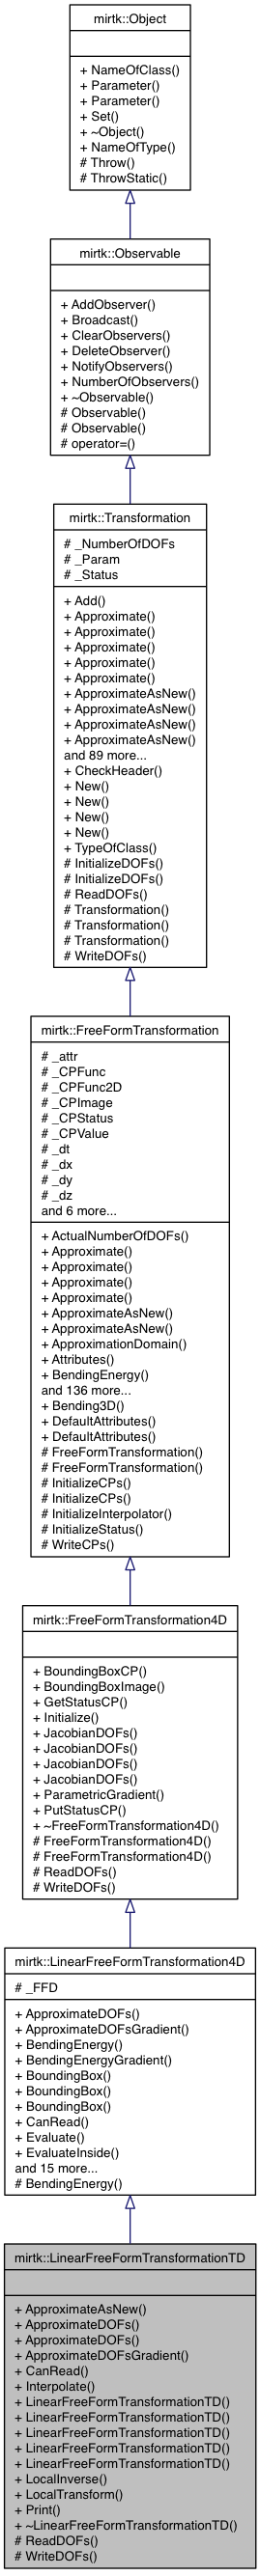 mirtk::Object
+ NameOfClass()
+ Parameter()
+ Parameter()
+ Set()
+ ~Object()
+ NameOfType()
# Throw()
# ThrowStatic()
mirtk::Observable
+ AddObserver()
+ Broadcast()
+ ClearObservers()
+ DeleteObserver()
+ NotifyObservers()
+ NumberOfObservers()
+ ~Observable()
# Observable()
# Observable()
# operator=()
mirtk::Transformation
# _NumberOfDOFs
# _Param
# _Status
+ Add()
+ Approximate()
+ Approximate()
+ Approximate()
+ Approximate()
+ Approximate()
+ ApproximateAsNew()
+ ApproximateAsNew()
+ ApproximateAsNew()
+ ApproximateAsNew()
and 89 more...
+ CheckHeader()
+ New()
+ New()
+ New()
+ New()
+ TypeOfClass()
# InitializeDOFs()
# InitializeDOFs()
# ReadDOFs()
# Transformation()
# Transformation()
# Transformation()
# WriteDOFs()
mirtk::FreeFormTransformation
# _attr
# _CPFunc
# _CPFunc2D
# _CPImage
# _CPStatus
# _CPValue
# _dt
# _dx
# _dy
# _dz
and 6 more...
+ ActualNumberOfDOFs()
+ Approximate()
+ Approximate()
+ Approximate()
+ Approximate()
+ ApproximateAsNew()
+ ApproximateAsNew()
+ ApproximationDomain()
+ Attributes()
+ BendingEnergy()
and 136 more...
+ Bending3D()
+ DefaultAttributes()
+ DefaultAttributes()
# FreeFormTransformation()
# FreeFormTransformation()
# InitializeCPs()
# InitializeCPs()
# InitializeInterpolator()
# InitializeStatus()
# WriteCPs()
mirtk::FreeFormTransformation4D
+ BoundingBoxCP()
+ BoundingBoxImage()
+ GetStatusCP()
+ Initialize()
+ JacobianDOFs()
+ JacobianDOFs()
+ JacobianDOFs()
+ JacobianDOFs()
+ ParametricGradient()
+ PutStatusCP()
+ ~FreeFormTransformation4D()
# FreeFormTransformation4D()
# FreeFormTransformation4D()
# ReadDOFs()
# WriteDOFs()
mirtk::LinearFreeFormTransformation4D
# _FFD
+ ApproximateDOFs()
+ ApproximateDOFsGradient()
+ BendingEnergy()
+ BendingEnergyGradient()
+ BoundingBox()
+ BoundingBox()
+ BoundingBox()
+ CanRead()
+ Evaluate()
+ EvaluateInside()
and 15 more...
# BendingEnergy()
mirtk::LinearFreeFormTransformationTD
+ ApproximateAsNew()
+ ApproximateDOFs()
+ ApproximateDOFs()
+ ApproximateDOFsGradient()
+ CanRead()
+ Interpolate()
+ LinearFreeFormTransformationTD()
+ LinearFreeFormTransformationTD()
+ LinearFreeFormTransformationTD()
+ LinearFreeFormTransformationTD()
+ LinearFreeFormTransformationTD()
+ LocalInverse()
+ LocalTransform()
+ Print()
+ ~LinearFreeFormTransformationTD()
# ReadDOFs()
# WriteDOFs()